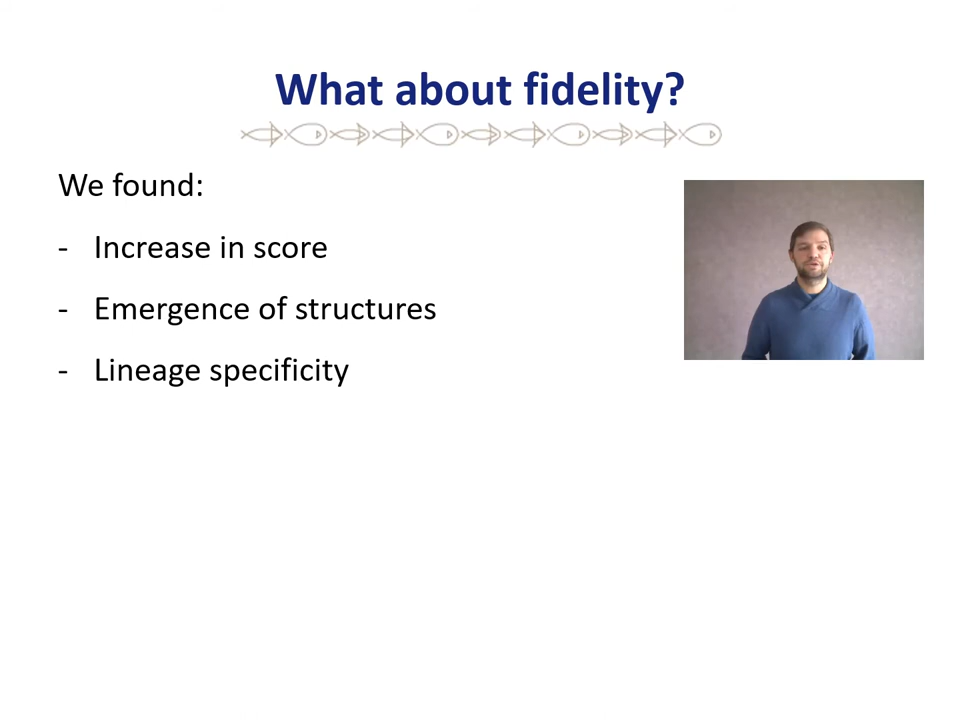 What about fidelity?
We found:
- Increase in score
- Emergence of structures
- Lineage specificity